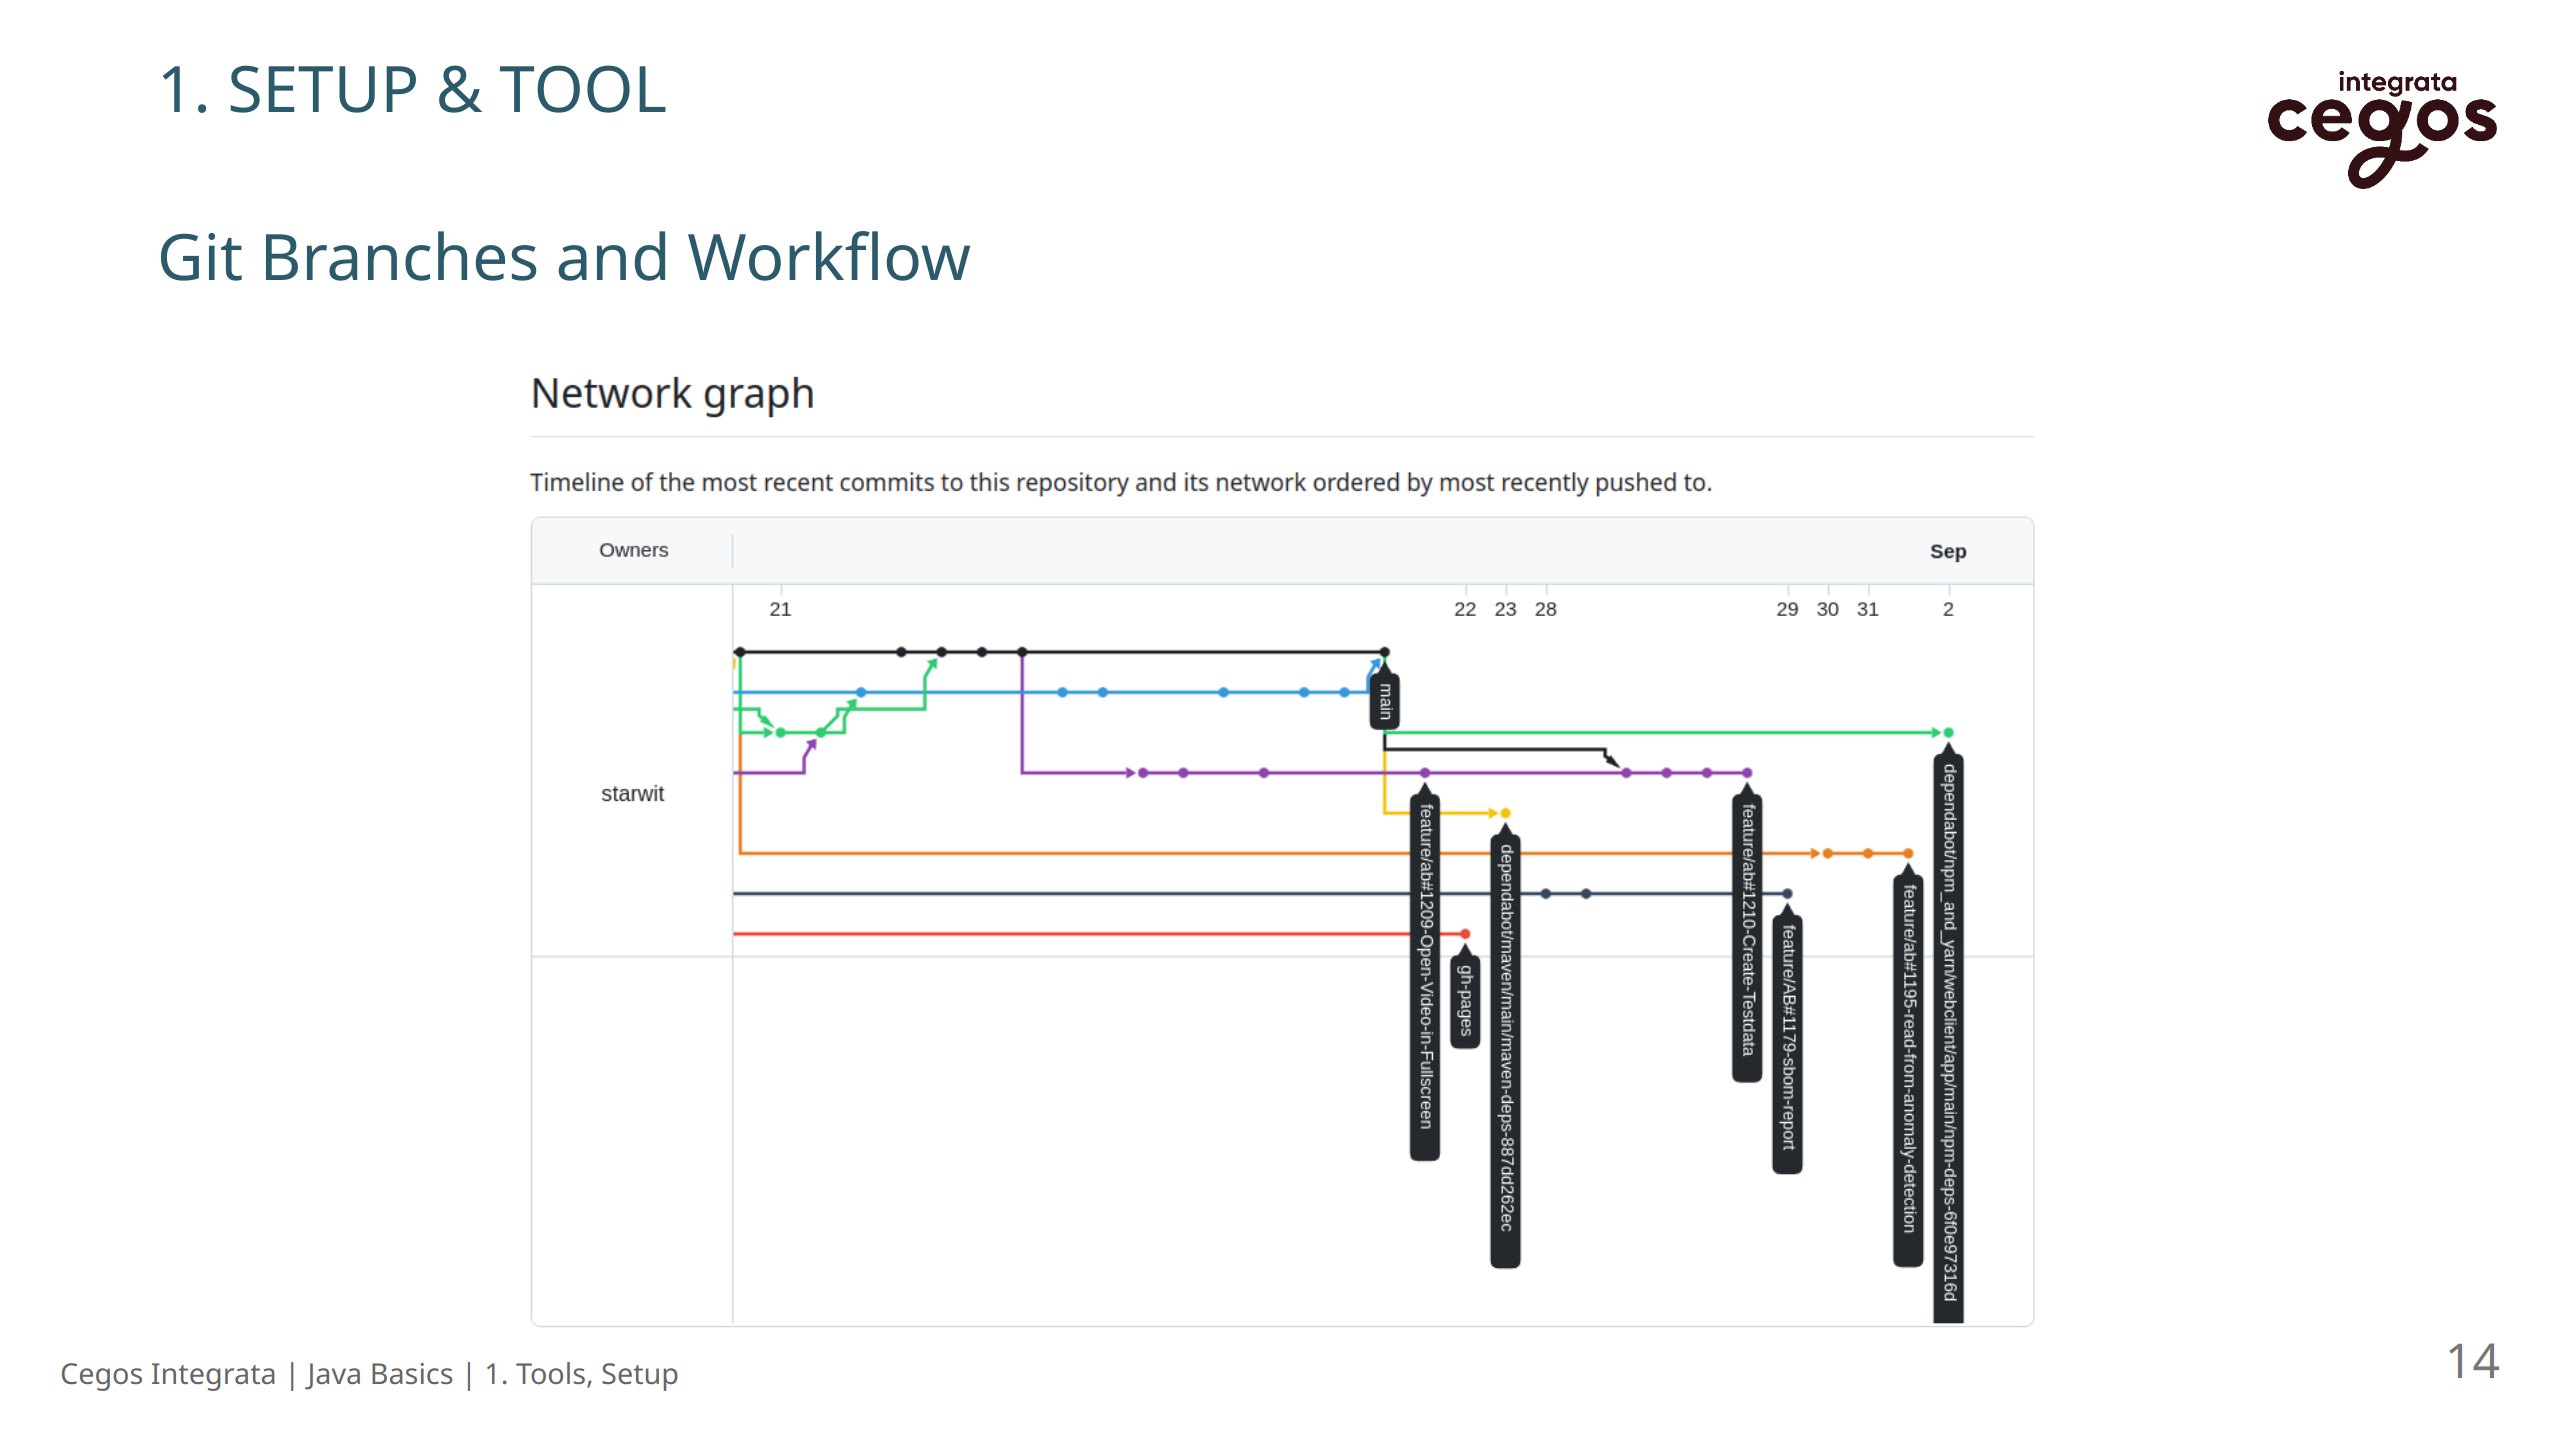 1. SETUP & TOOL
integrata
cegos
Git Branches and Workflow
Network graph
Timeline of the most recent commits to this repository and its network ordered by most recently pushed to.
Owners
Sep
21
22
23
28
29
30
31
2
starwit
main
feature/ab#1209-Open-Video-in-Fullscreen
gh-pages
dependabot/maven/main/maven-deps-887dd262ec
feature/ab#1210-Create-Testdata
feature/AB#1179-sbom-report
feature/ab#1195-read-from-anomaly-detection
dependabot/npm_and_yarn/webclient/app/main/npm-deps-6f0e97316d
Cegos Integrata | Java Basics | 1. Tools, Setup
14